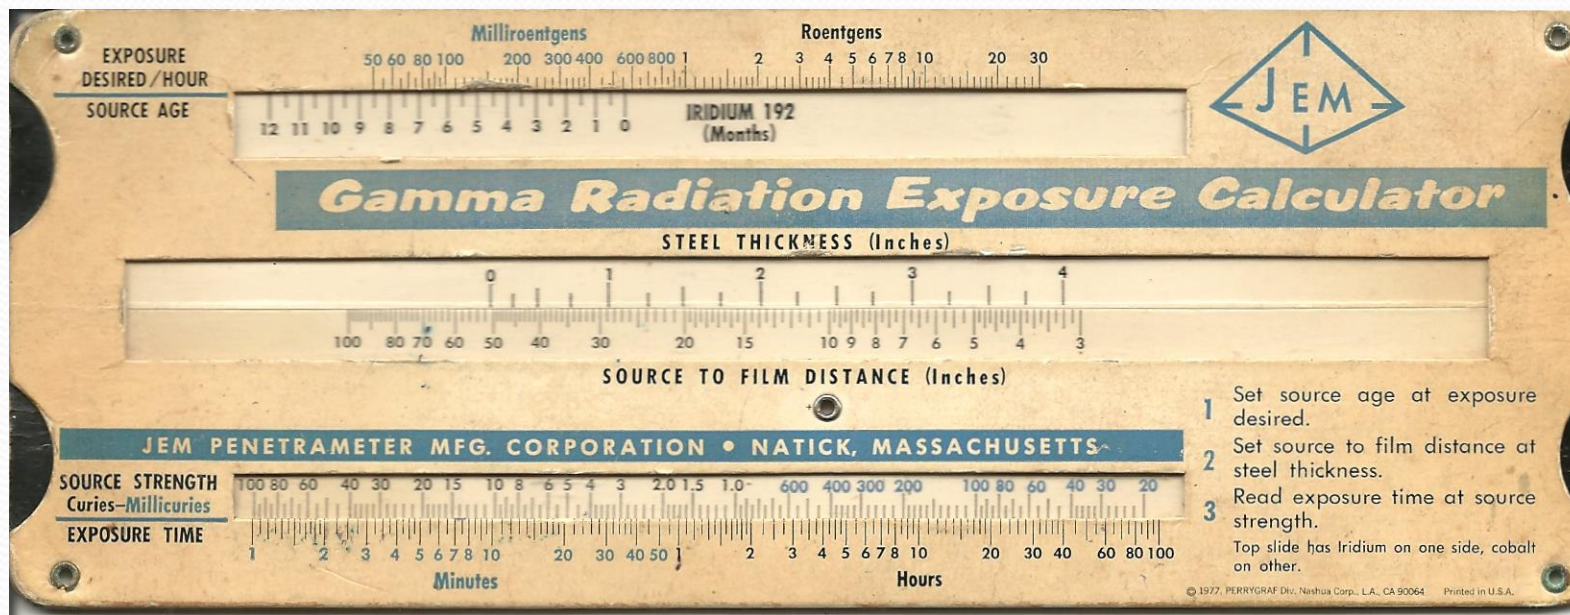 Milliroentgens Roentgens
EXPOSURE
DESIRED/HOUR
50 60 80 100 200 300 400 600 800 1 2 3 4 5 6 7 8 10 20 30
SOURCE AGE
12 11 10 9 8 7 6 5 4 3 2 1 0
IRIDIUM 192
(Months)
JEM
Gamma Radiation Exposure Calculator
STEEL THICKNESS (Inches)
0 1 2 3 4
100 80 70 60 50 40 30 20 15 10 9 8 7 6 5 4 3
SOURCE TO FILM DISTANCE (Inches)
JEM PENETRAMETER MFG. CORPORATION • NATICK, MASSACHUSETTS
SOURCE STRENGTH
Curies–Millicuries
100 80 60 40 30 20 15 10 8 6 5 4 3 2.0 1.5 1.0 600 400 300 200 100 80 60 40 30 20
EXPOSURE TIME
1 2 3 4 5 6 7 8 10 20 30 40 50 1 2 3 4 5 6 7 8 10 20 30 40 60 80 100
Minutes Hours
1 Set source age at exposure
desired.
2 Set source to film distance at
steel thickness.
3 Read exposure time at source
strength.
Top slide has Iridium on one side, cobalt
on other.
© 1977, PERRYGRAF Div. Nashua Corp., L.A., CA 90064 Printed in U.S.A.